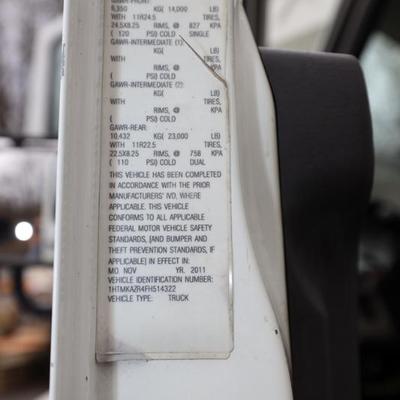 GAWR-FRONT:
6,350 KG( 14,000 LB)
WITH 11R24.5 TIRES,
24.5X8.25 RIMS, @ 827 KPA
( 120 PSI) COLD SINGLE
GAWR-INTERMEDIATE (1):
KG( LB)
WITH TIRES,
RIMS, @ KPA
( PSI) COLD
GAWR-INTERMEDIATE (2):
KG( LB)
WITH TIRES,
RIMS, @ KPA
( PSI) COLD
GAWR-REAR:
10,432 KG( 23,000 LB)
WITH 11R22.5 TIRES,
22.5X8.25 RIMS, @ 758 KPA
( 110 PSI) COLD DUAL
THIS VEHICLE HAS BEEN COMPLETED
IN ACCORDANCE WITH THE PRIOR
MANUFACTURERS' IVD, WHERE
APPLICABLE. THIS VEHICLE
CONFORMS TO ALL APPLICABLE
FEDERAL MOTOR VEHICLE SAFETY
STANDARDS, [AND BUMPER AND
THEFT PREVENTION STANDARDS, IF
APPLICABLE] IN EFFECT IN:
MO. NOV YR. 2011
VEHICLE IDENTIFICATION NUMBER:
1HTMKAZR4FH514322
VEHICLE TYPE: TRUCK